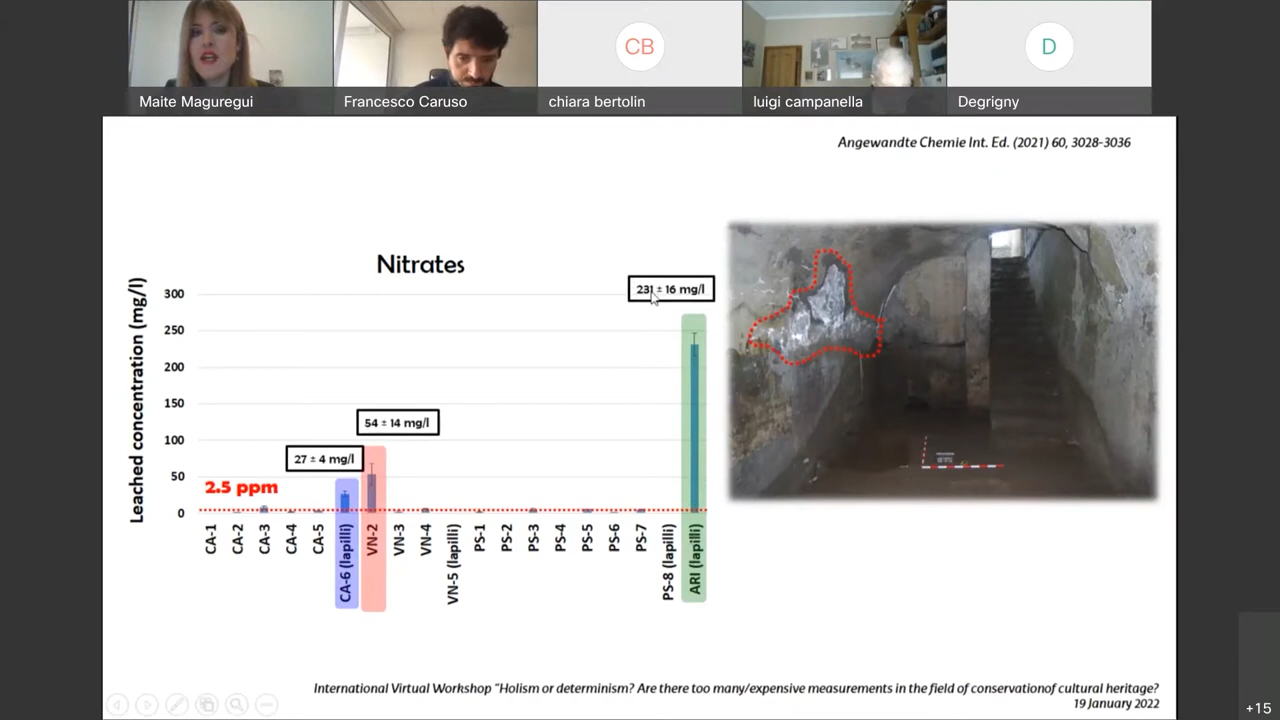 CB
D
Maite Maguregui
Francesco Caruso
chiara bertolin
luigi campanella
Degrigny
Angewandte Chemie Int. Ed. (2021) 60, 3028-3036
Nitrates
Leached concentration (mg/l)
300
250
200
150
100
50
0
231 ± 16 mg/l
54 ± 14 mg/l
27 ± 4 mg/l
2.5 ppm
CA-1
CA-2
CA-3
CA-4
CA-5
CA-6 (lapilli)
VN-2
VN-3
VN-4
VN-5 (lapilli)
PS-1
PS-2
PS-3
PS-4
PS-5
PS-6
PS-7
PS-8 (lapilli)
ARI (lapilli)
International Virtual Workshop "Holism or determinism? Are there too many/expensive measurements in the field of conservationof cultural heritage?
19 January 2022
+15